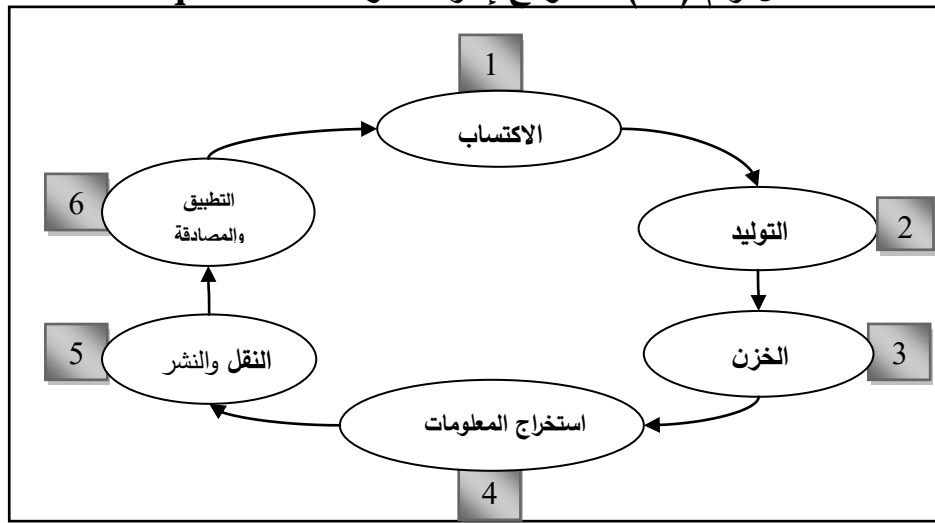 1
الاكتساب
2
التوليد
3
الخزن
4
استخراج المعلومات
5
النقل والنشر
6
التطبيق
والمصادقة